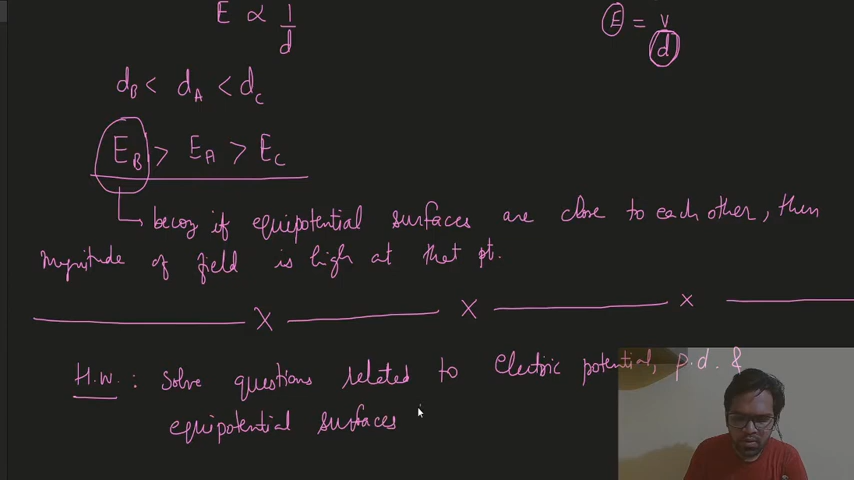 E ∝ 1/d
E = v/d
d_B < d_A < d_C
E_B > E_A > E_C
becoz if equipotential surfaces are close to each other, then
magnitude of field is high at that pt.
X X X
H.W. : Solve questions related to electric potential, p.d. &
equipotential surfaces